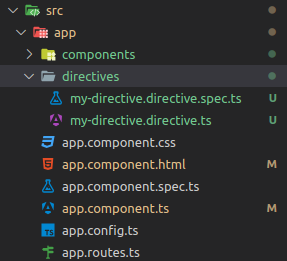 src
app
components
directives
my-directive.directive.spec.ts U
my-directive.directive.ts U
app.component.css
app.component.html M
app.component.spec.ts
app.component.ts M
app.config.ts
app.routes.ts